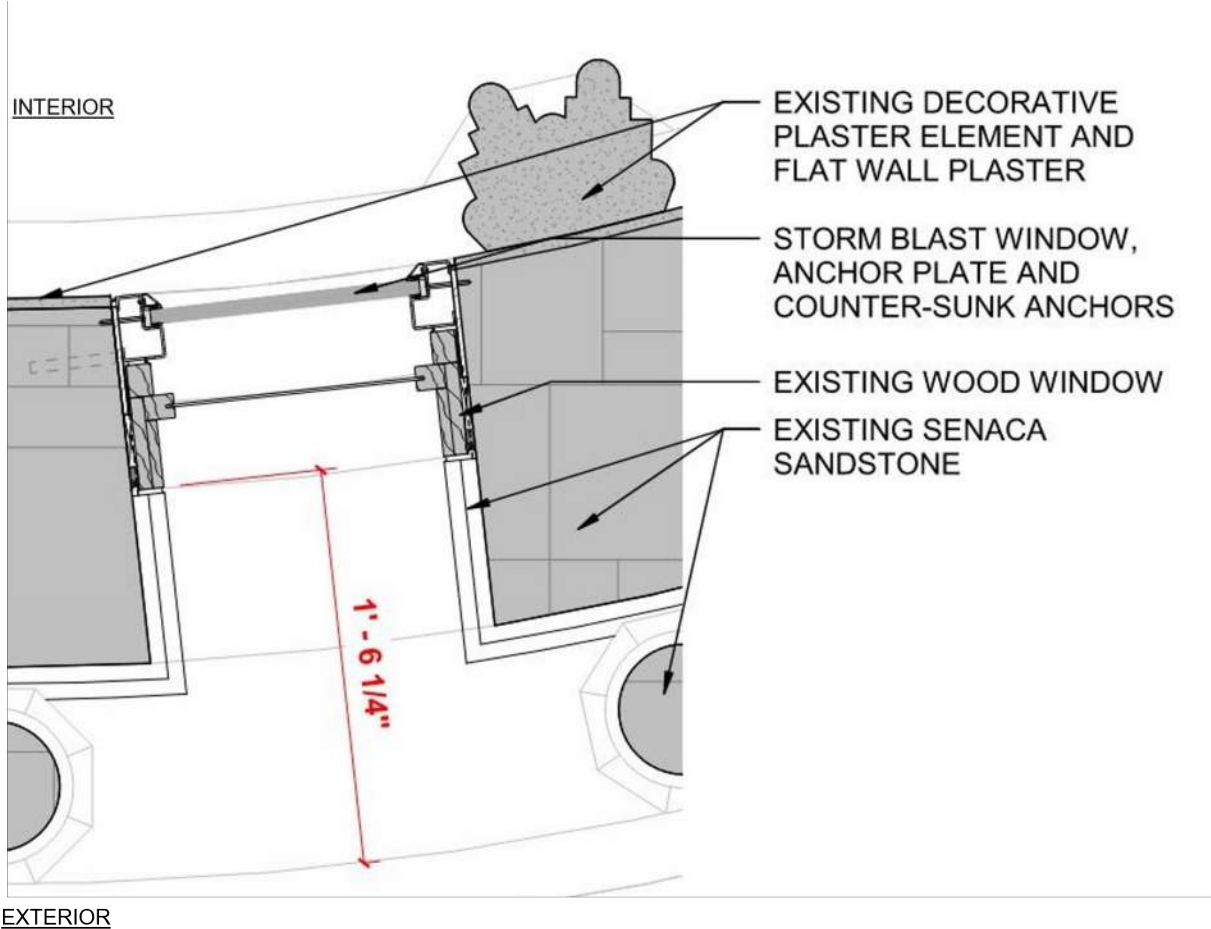 INTERIOR
EXISTING DECORATIVE
PLASTER ELEMENT AND
FLAT WALL PLASTER
STORM BLAST WINDOW,
ANCHOR PLATE AND
COUNTER-SUNK ANCHORS
EXISTING WOOD WINDOW
EXISTING SENACA
SANDSTONE
1' - 6 1/4"
EXTERIOR